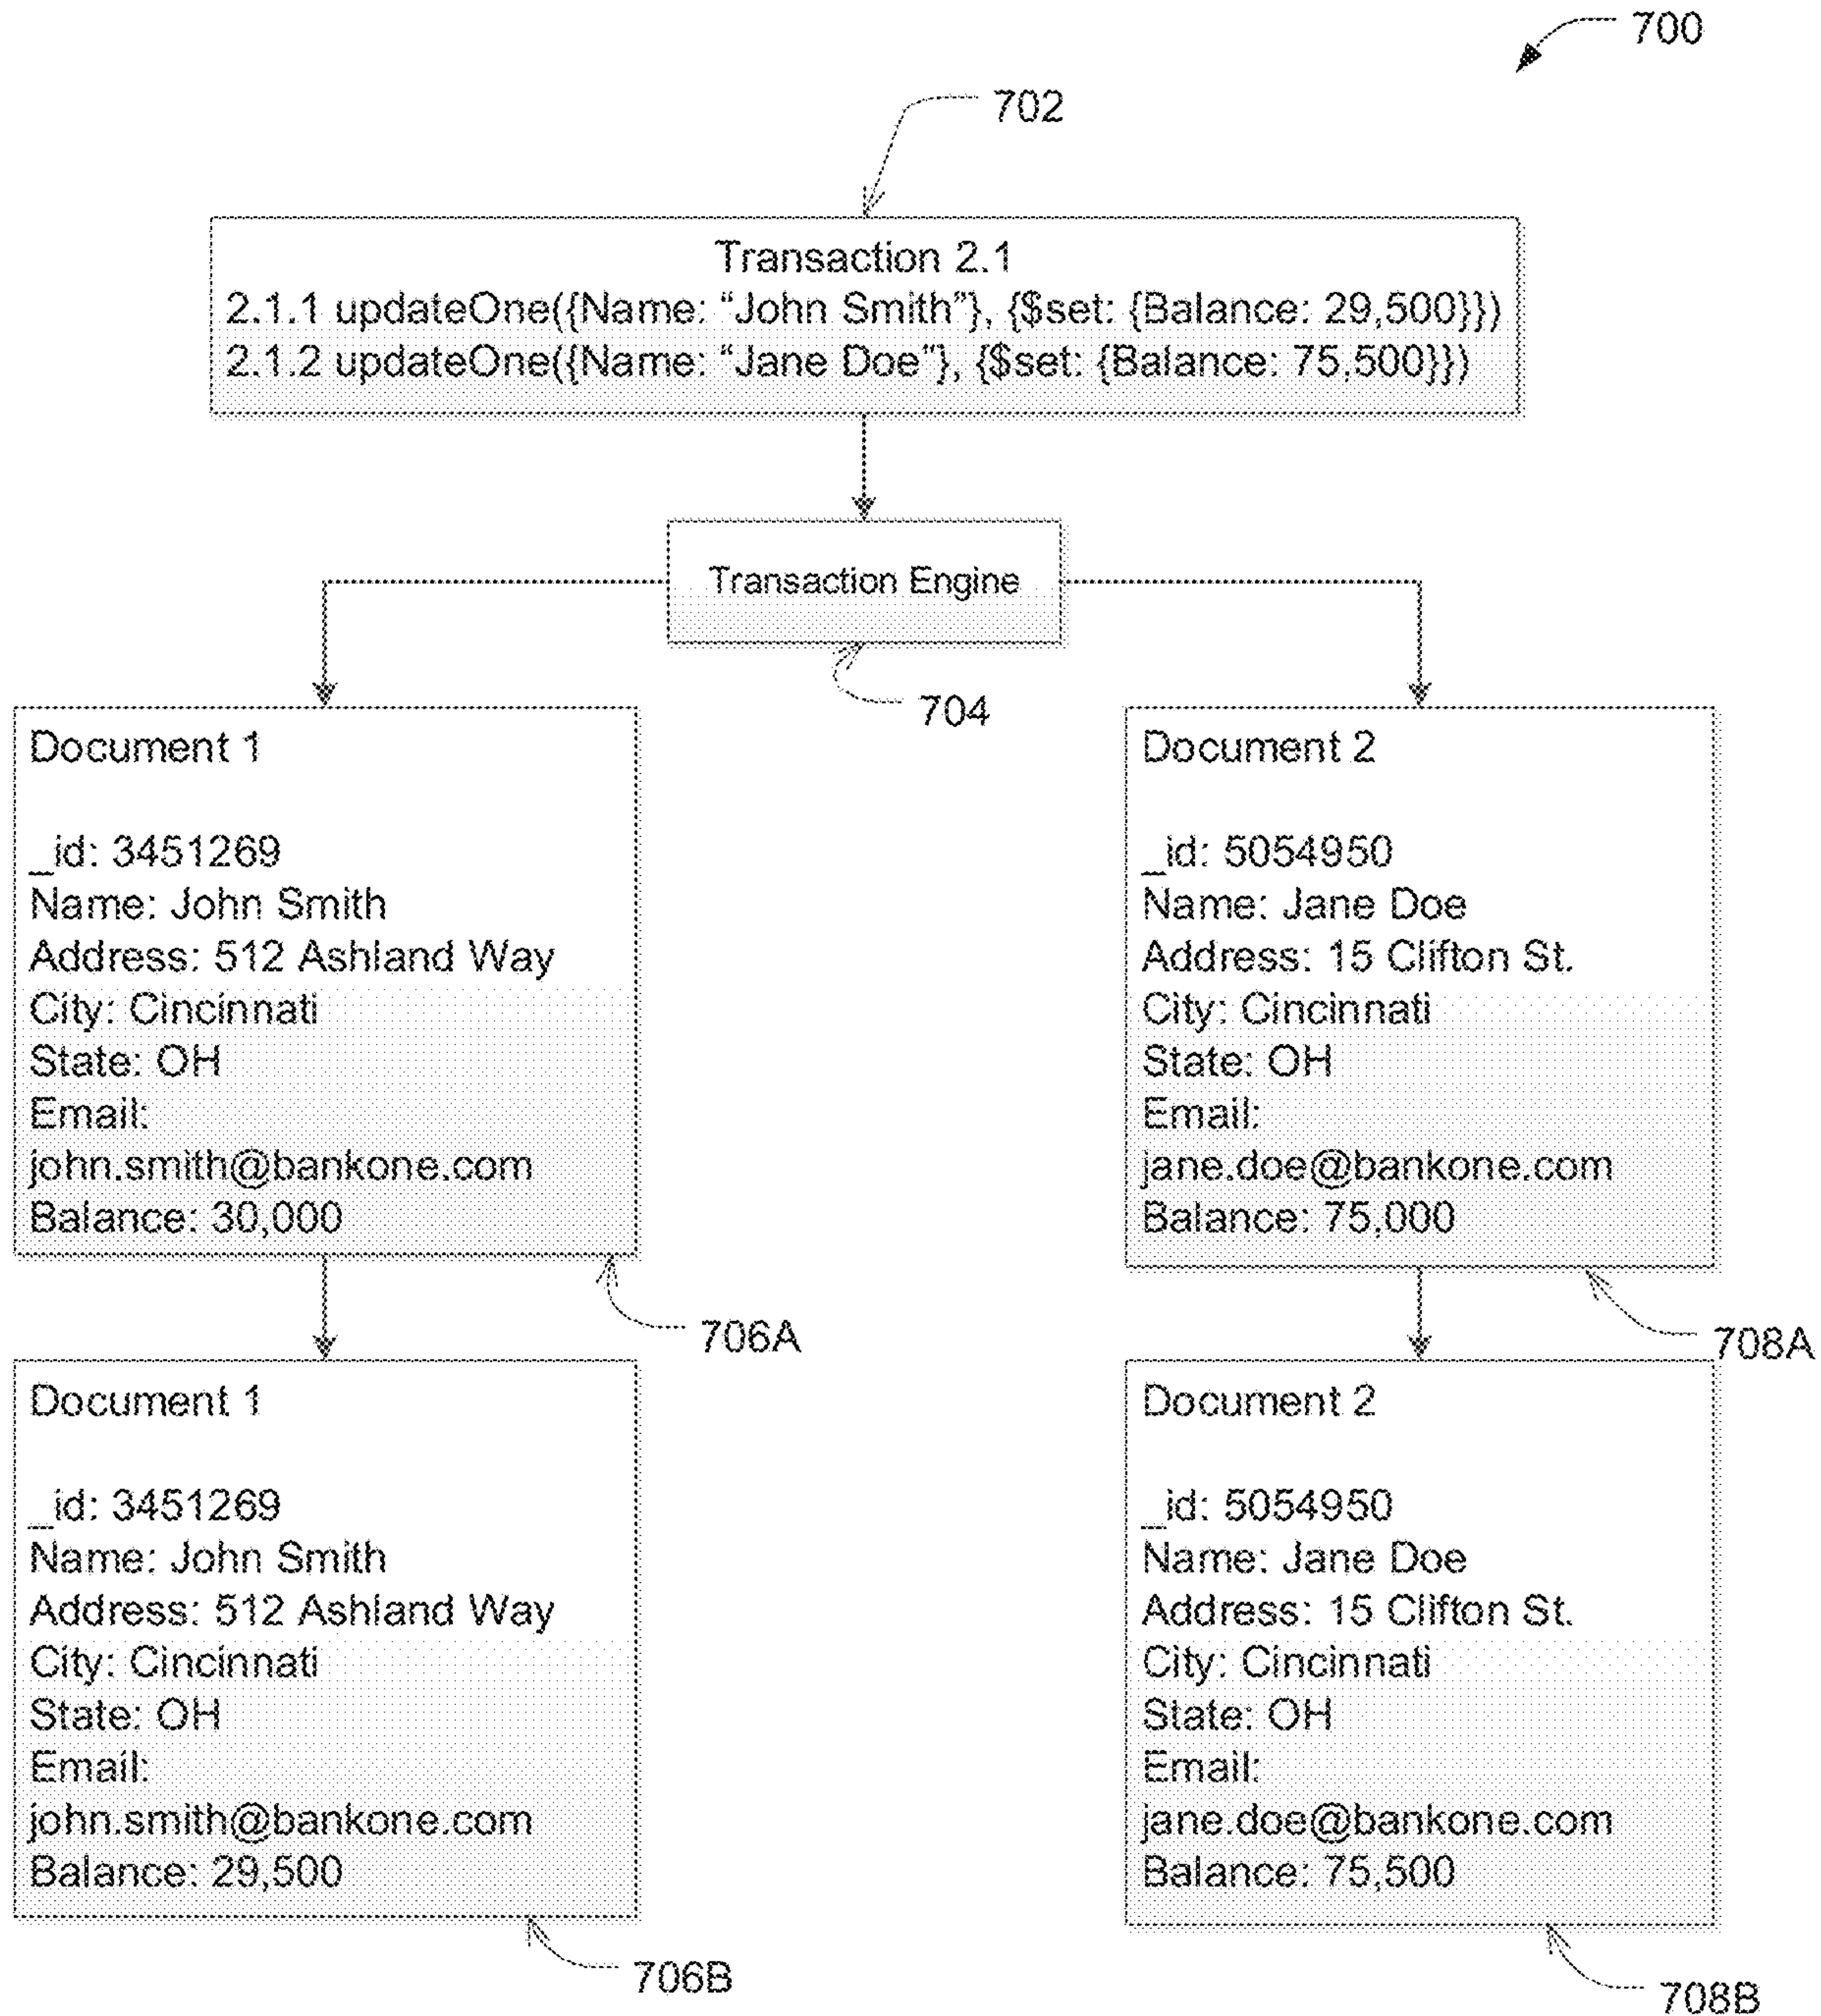 700
702
Transaction 2.1
2.1.1 updateOne({Name: “John Smith”}, {$set: {Balance: 29,500}})
2.1.2 updateOne({Name: “Jane Doe”}, {$set: {Balance: 75,500}})
Transaction Engine
704
Document 1
_id: 3451269
Name: John Smith
Address: 512 Ashland Way
City: Cincinnati
State: OH
Email:
john.smith@bankone.com
Balance: 30,000
706A
Document 2
_id: 5054950
Name: Jane Doe
Address: 15 Clifton St.
City: Cincinnati
State: OH
Email:
jane.doe@bankone.com
Balance: 75,000
708A
Document 1
_id: 3451269
Name: John Smith
Address: 512 Ashland Way
City: Cincinnati
State: OH
Email:
john.smith@bankone.com
Balance: 29,500
706B
Document 2
_id: 5054950
Name: Jane Doe
Address: 15 Clifton St.
City: Cincinnati
State: OH
Email:
jane.doe@bankone.com
Balance: 75,500
708B